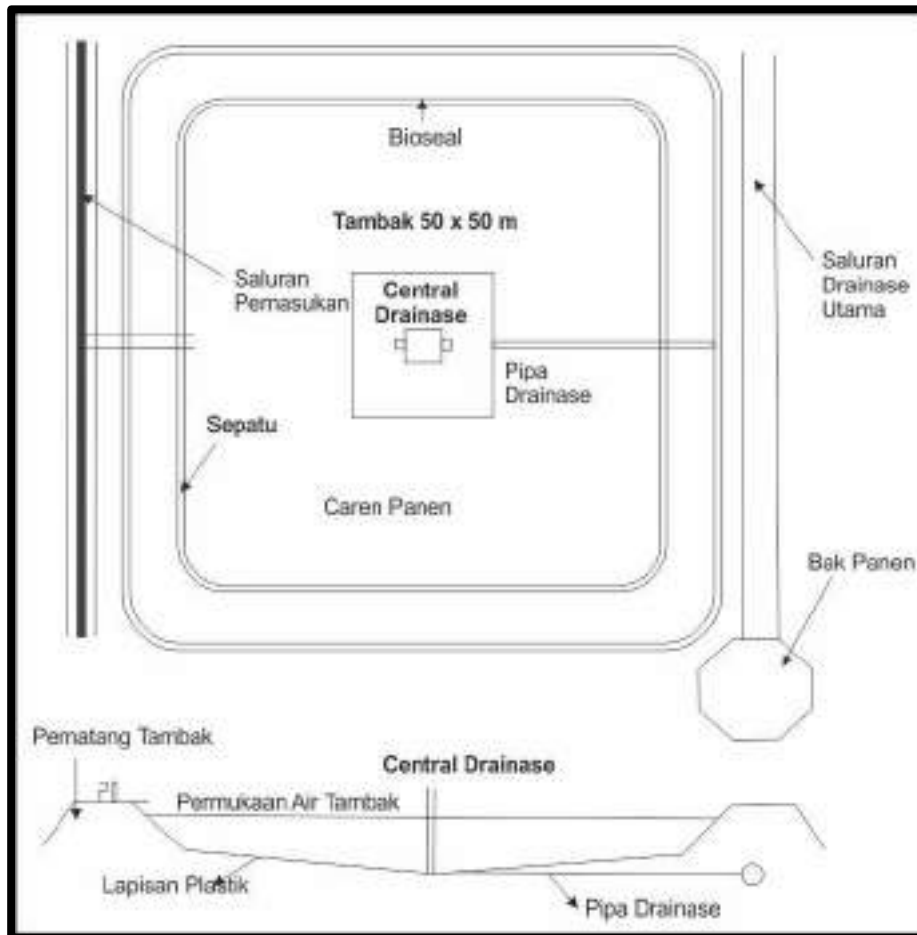 Bioseal
Tambak 50 x 50 m
Saluran
Pemasukan
Central
Drainase
Saluran
Drainase
Utama
Pipa
Drainase
Sepatu
Caren Panen
Bak Panen
Pematang Tambak
Central Drainase
Permukaan Air Tambak
Lapisan Plastik
Pipa Drainase